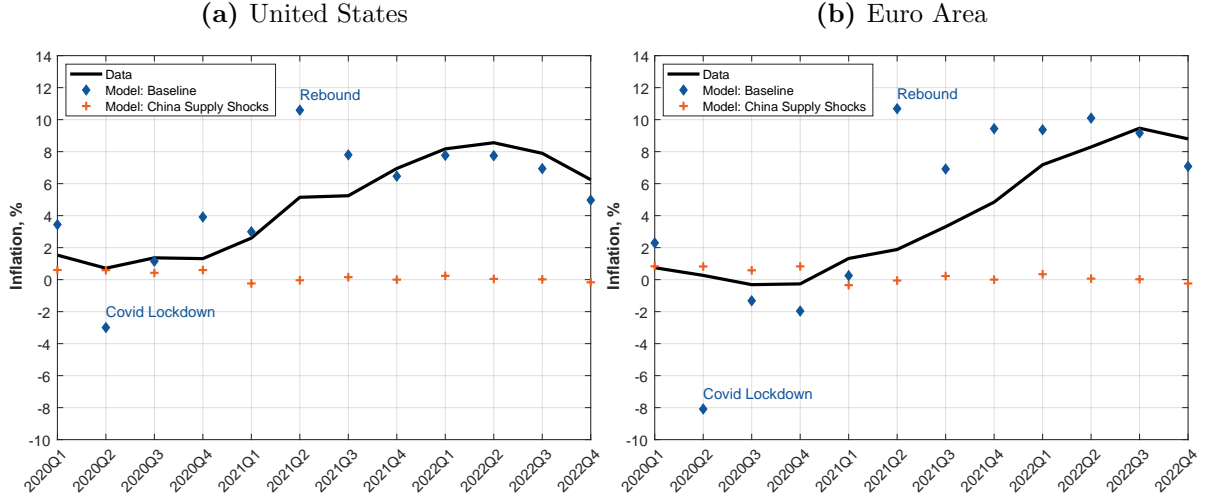 (a) United States
Inflation, %
14
12
10
8
6
4
2
0
-2
-4
-6
-8
-10
Data
Model: Baseline
Model: China Supply Shocks
Rebound
Covid Lockdown
2020Q1
2020Q2
2020Q3
2020Q4
2021Q1
2021Q2
2021Q3
2021Q4
2022Q1
2022Q2
2022Q3
2022Q4
(b) Euro Area
Inflation, %
14
12
10
8
6
4
2
0
-2
-4
-6
-8
-10
Data
Model: Baseline
Model: China Supply Shocks
Rebound
Covid Lockdown
2020Q1
2020Q2
2020Q3
2020Q4
2021Q1
2021Q2
2021Q3
2021Q4
2022Q1
2022Q2
2022Q3
2022Q4